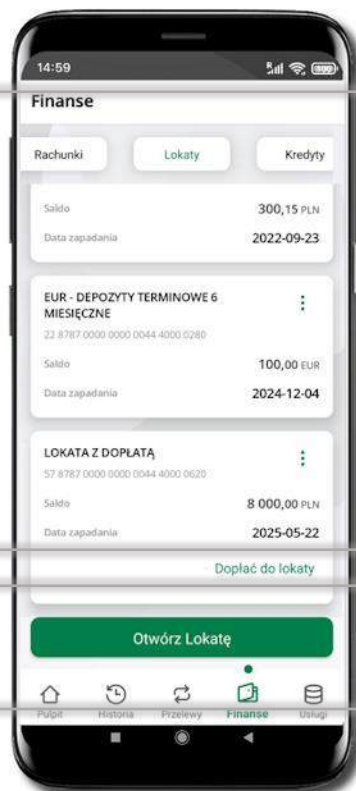 14:59
Finanse
Rachunki Lokaty Kredyty
Saldo 300,15 PLN
Data zapadania 2022-09-23
EUR - DEPOZYTY TERMINOWE 6
MIESIĘCZNE
22 8787 0000 0000 0044 4000 0280
Saldo 100,00 EUR
Data zapadania 2024-12-04
LOKATA Z DOPŁATĄ
57 8787 0000 0000 0044 4000 0620
Saldo 8 000,00 PLN
Data zapadania 2025-05-22
Dopłać do lokaty
Otwórz Lokatę
Pulpit Historia Przelewy Finanse Usługi